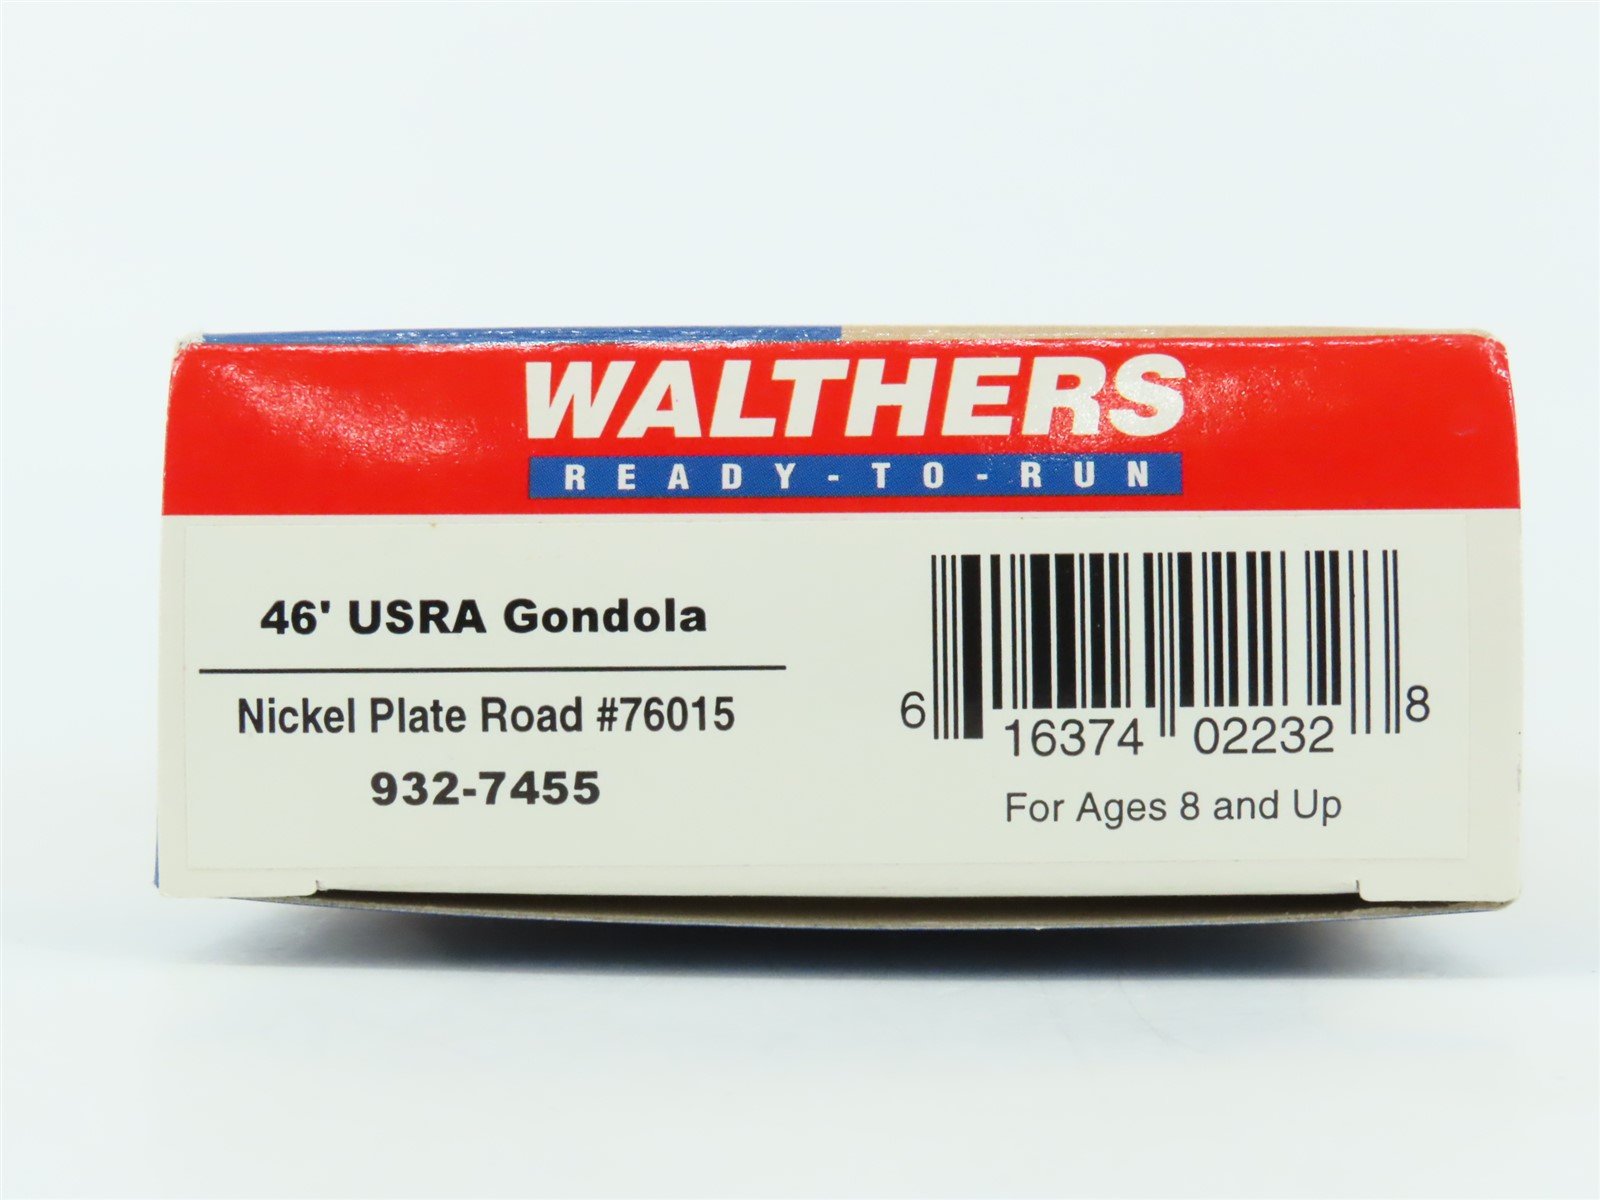 WALTHERS
READY-TO-RUN
46' USRA Gondola
Nickel Plate Road #76015
932-7455
6 16374 02232 8
For Ages 8 and Up